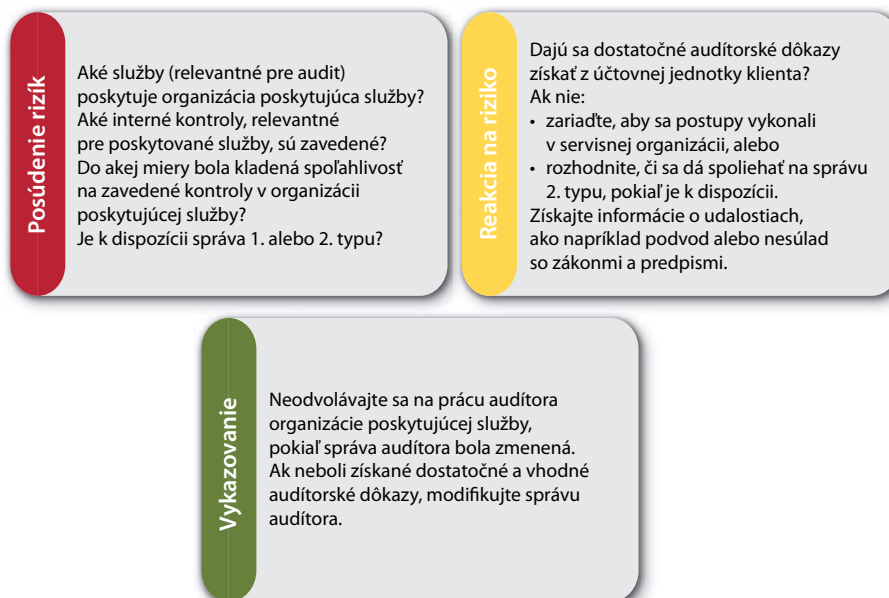 Posúdenie rizík
Aké služby (relevantné pre audit)
poskytuje organizácia poskytujúca služby?
Aké interné kontroly, relevantné
pre poskytované služby, sú zavedené?
Do akej miery bola kladená spoľahlivosť
na zavedené kontroly v organizácii
poskytujúcej služby?
Je k dispozícii správa 1. alebo 2. typu?
Reakcia na riziko
Dajú sa dostatočné audítorské dôkazy
získať z účtovnej jednotky klienta?
Ak nie:
• zariaďte, aby sa postupy vykonali
v servisnej organizácii, alebo
• rozhodnite, či sa dá spoliehať na správu
2. typu, pokiaľ je k dispozícii.
Získajte informácie o udalostiach,
ako napríklad podvod alebo nesúlad
so zákonmi a predpismi.
Vykazovanie
Neodvolávajte sa na prácu audítora
organizácie poskytujúcej služby,
pokiaľ správa audítora bola zmenená.
Ak neboli získané dostatočné a vhodné
audítorské dôkazy, modifikujte správu
audítora.